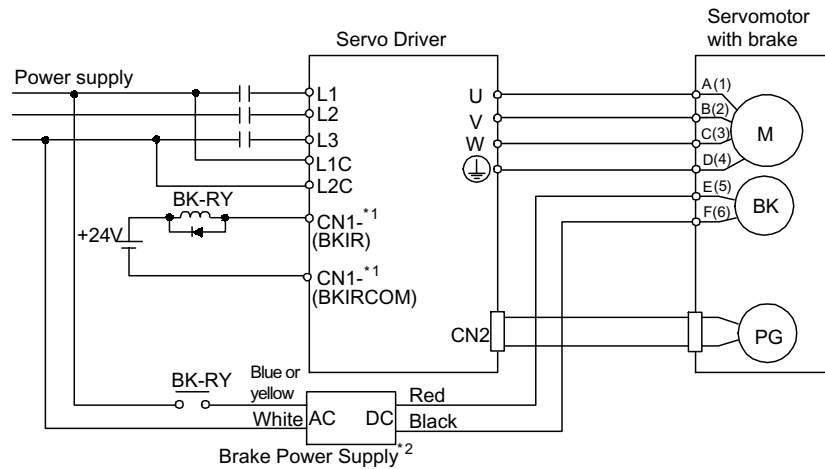 Servo Driver
Servomotor
with brake
Power supply
L1
L2
L3
L1C
L2C
U
V
W
A(1)
B(2)
C(3)
D(4)
E(5)
F(6)
M
BK
BK-RY
+24V
CN1-*1
(BKIR)
CN1-*1
(BKIRCOM)
CN2
PG
BK-RY
Blue or
yellow
White
AC
DC
Red
Black
Brake Power Supply*2